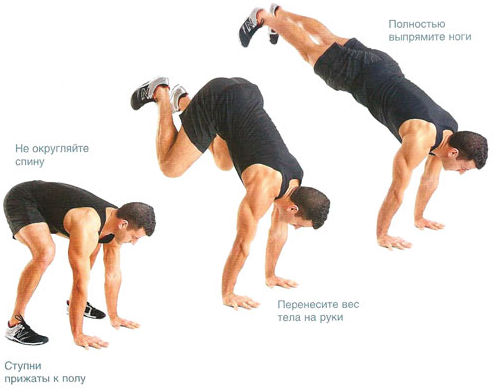 Полностью
выпрямите ноги
Не округляйте
спину
Перенесите вес
тела на руки
Ступни
прижаты к полу